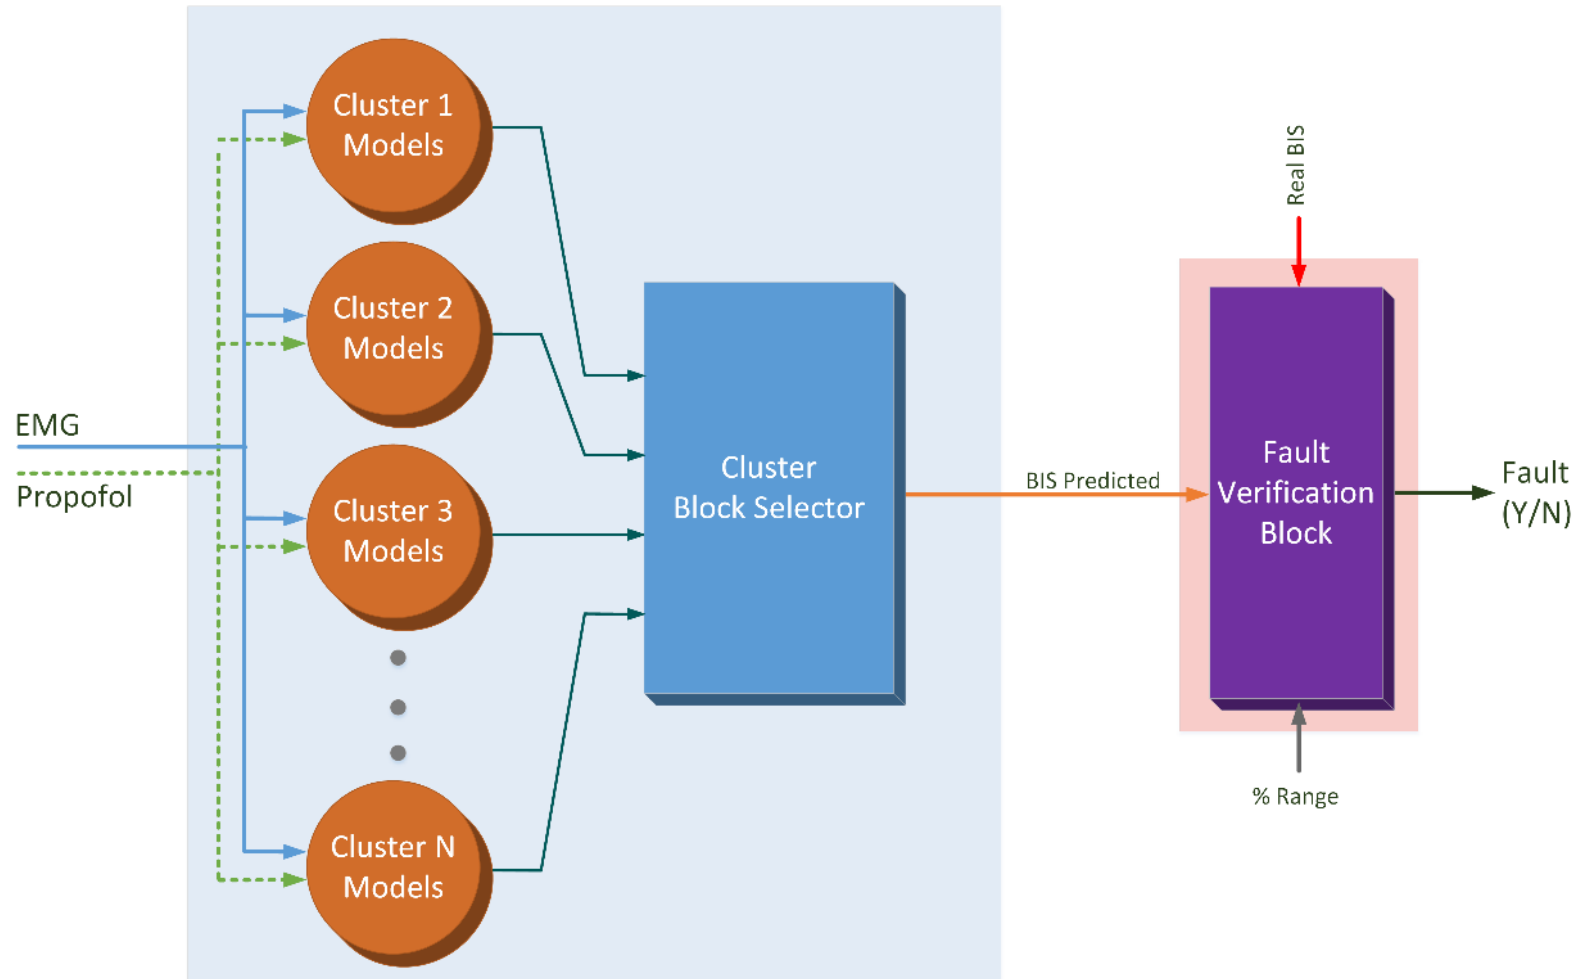 Cluster 1
Models
Cluster 2
Models
EMG
Propofol
Cluster 3
Models
Cluster N
Models
Cluster
Block Selector
BIS Predicted
Real BIS
Fault
Verification
Block
% Range
Fault
(Y/N)